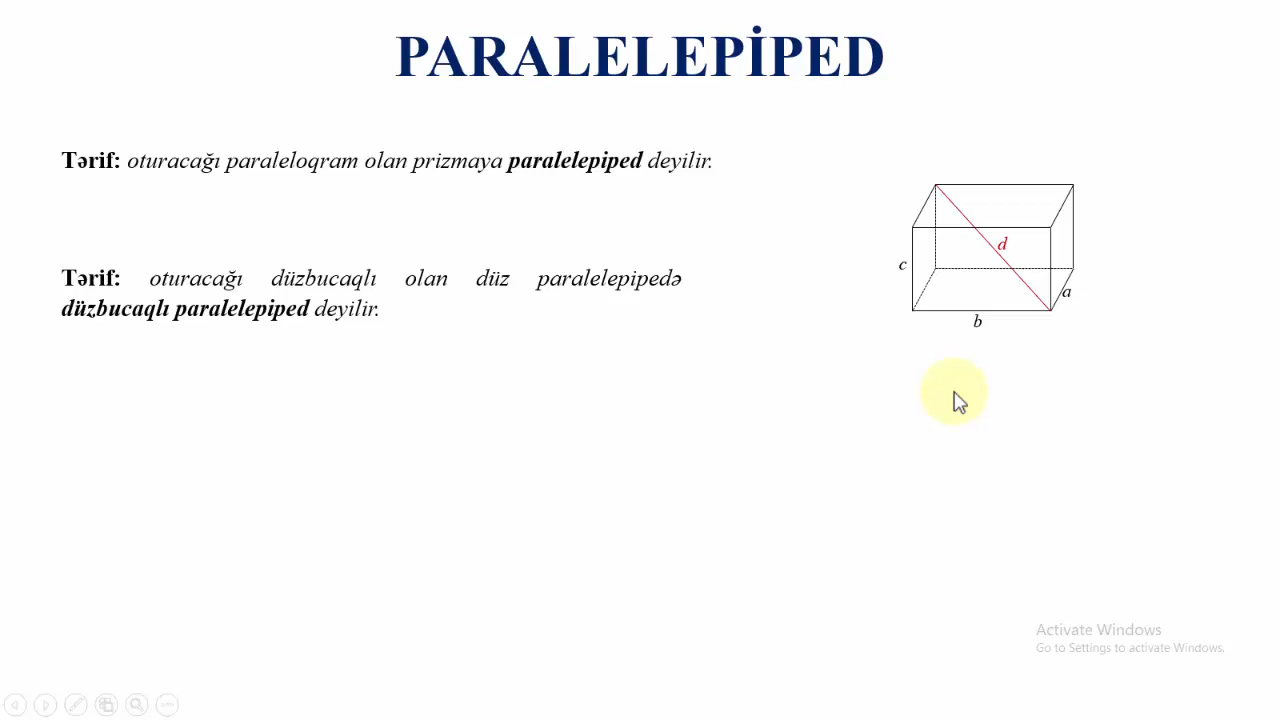 PARALELEPİPED
Tərif: oturacağı paraleloqram olan prizmaya paralelepiped deyilir.
Tərif: oturacağı düzbucaqlı olan düz paralelepipedə
düzbucaqlı paralelepiped deyilir.
d
c
a
b
Activate Windows
Go to Settings to activate Windows.